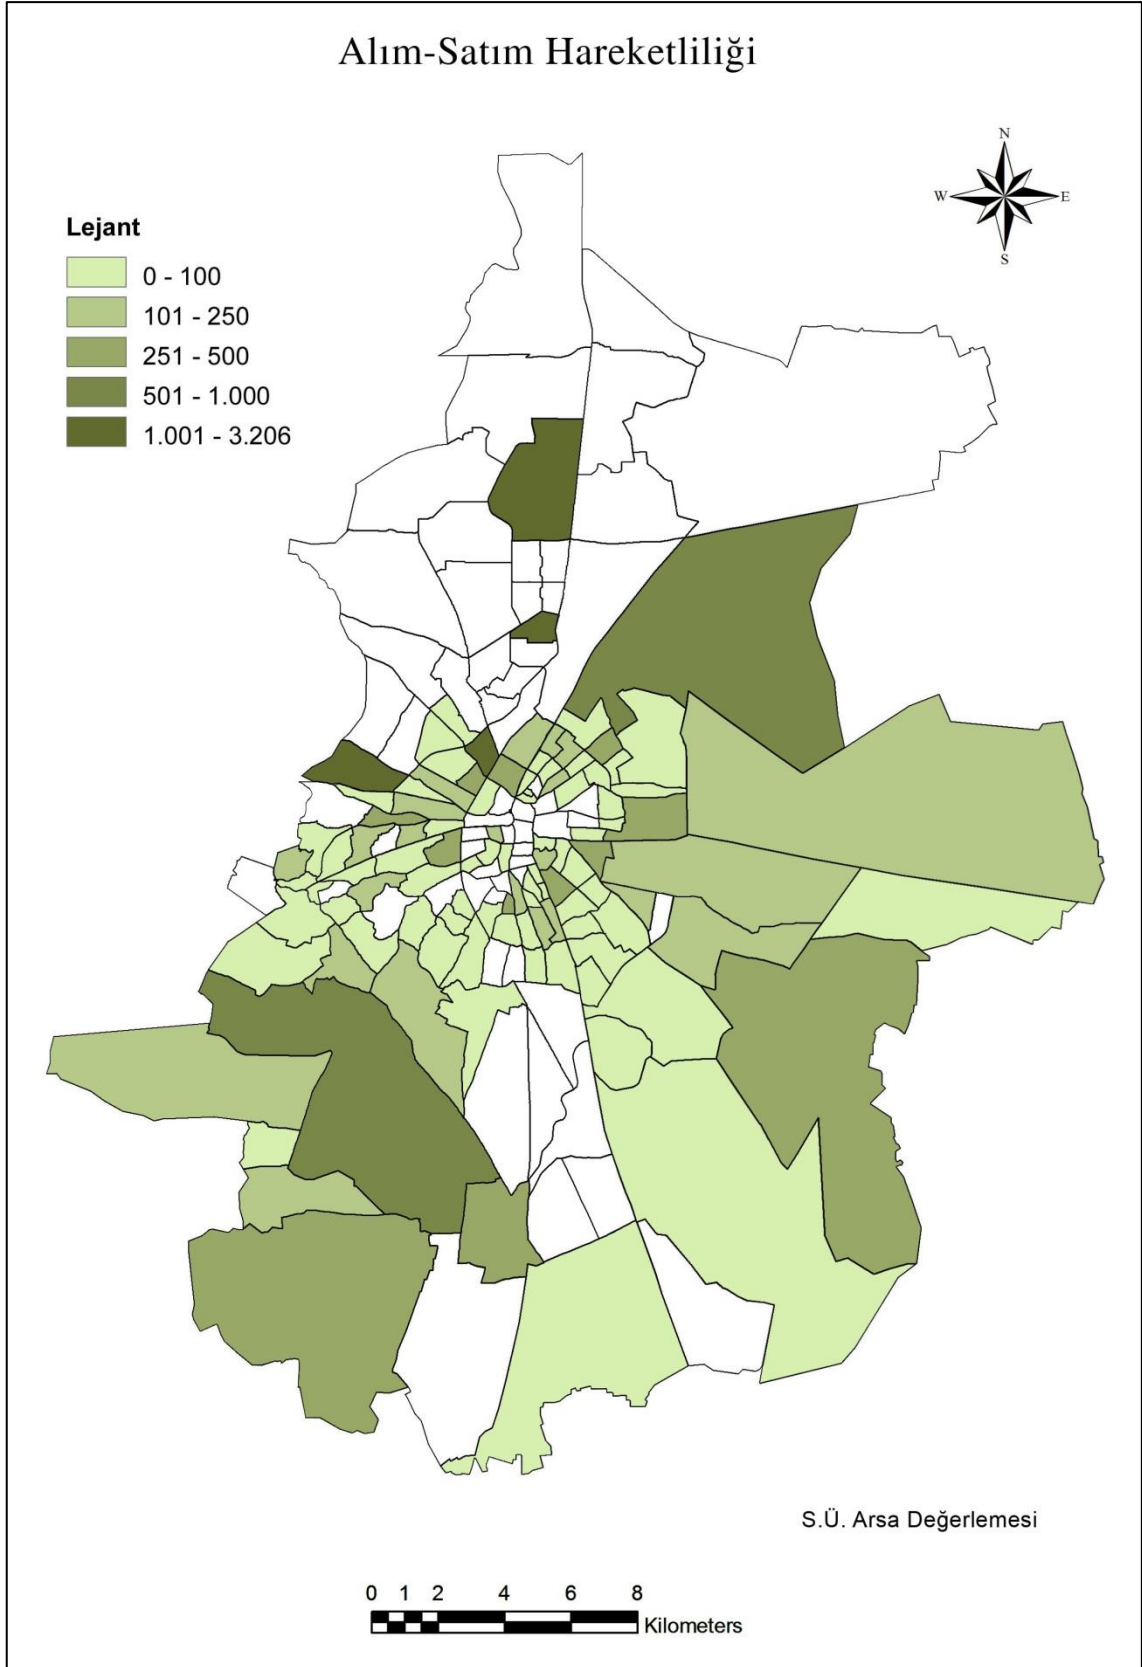 Alım-Satım Hareketliliği
N
W E
S
Lejant
0 - 100
101 - 250
251 - 500
501 - 1.000
1.001 - 3.206
S.Ü. Arsa Değerlemesi
0 1 2 4 6 8
Kilometers